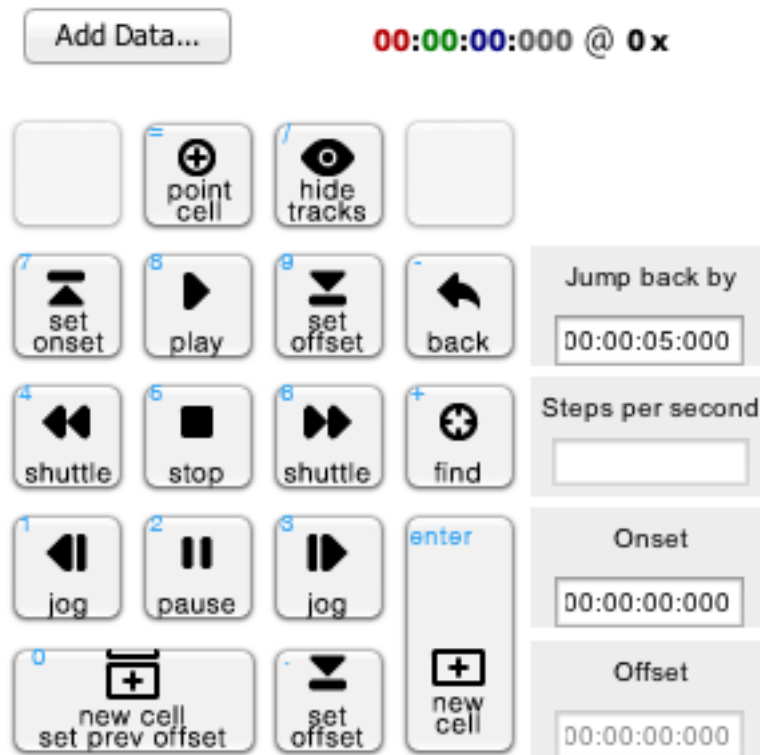 Add Data...
00:00:00:000 @ 0 x
=
point
cell
/
hide
tracks
7
set
onset
8
play
9
set
offset
-
back
Jump back by
00:00:05:000
4
shuttle
5
stop
6
shuttle
+
find
Steps per second
1
jog
2
pause
3
jog
enter
new
cell
Onset
00:00:00:000
0
new cell
set prev offset
.
set
offset
Offset
00:00:00:000